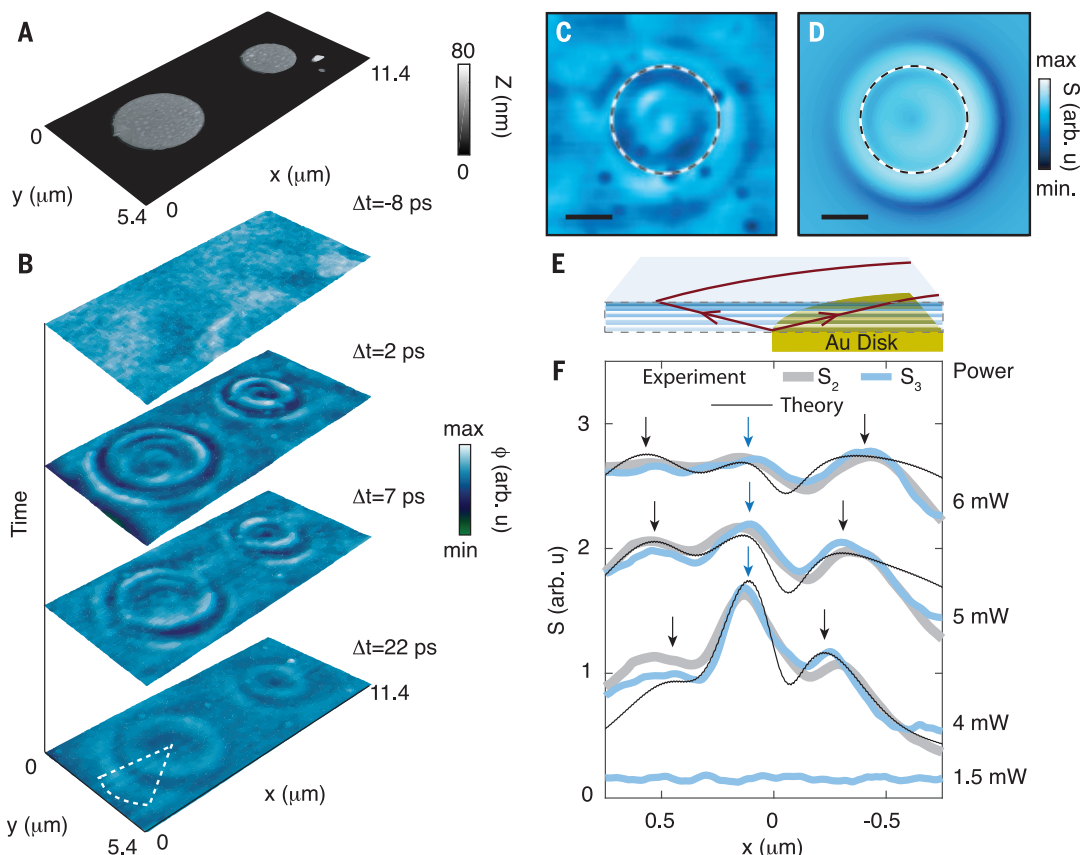 A
80
Z (nm)
0
11.4
0
x (μm)
y (μm)
5.4
0
B
Δt=-8 ps
Δt=2 ps
Δt=7 ps
Δt=22 ps
Time
max
ϕ (arb. u)
min
11.4
0
x (μm)
y (μm)
5.4
0
C
D
max
S (arb. u)
min.
E
Au Disk
F
Experiment
S₂
S₃
Theory
Power
3
2
1
0
S (arb. u)
6 mW
5 mW
4 mW
1.5 mW
0.5
0
-0.5
x (μm)